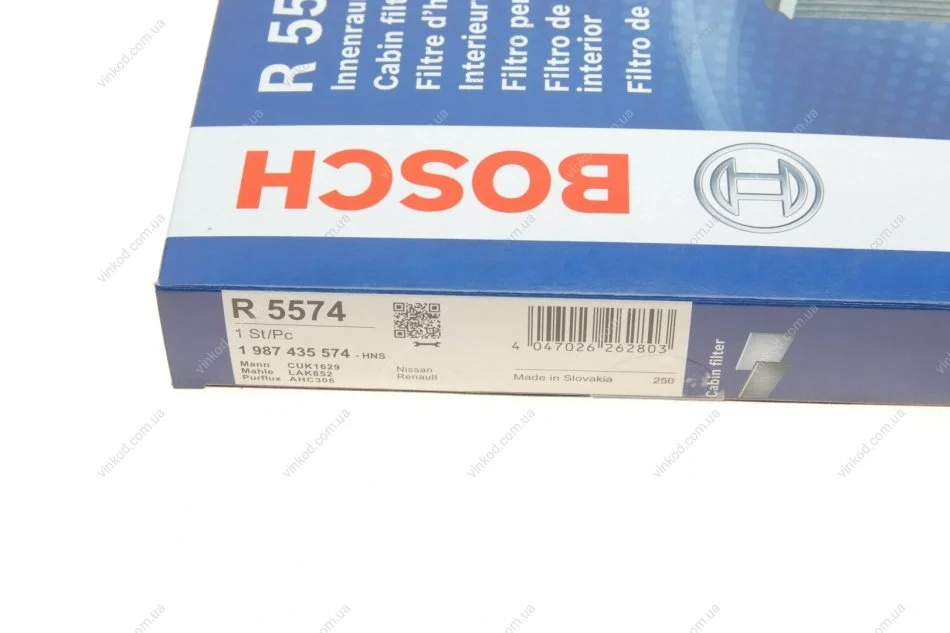 R 55
Innenrau
Cabin filt
Filtre d'h
Interieur
Filtro pe
Filtro de
interior
Filtro de
BOSCH
R 5574
1 St/Pc
1 987 435 574 - HNS
Mann CUK1629
Mahle LAK852
Purflux AHC306
Nissan
Renault
4 047026 262803
Made in Slovakia 250
Cabin filter
vinkod.com.ua